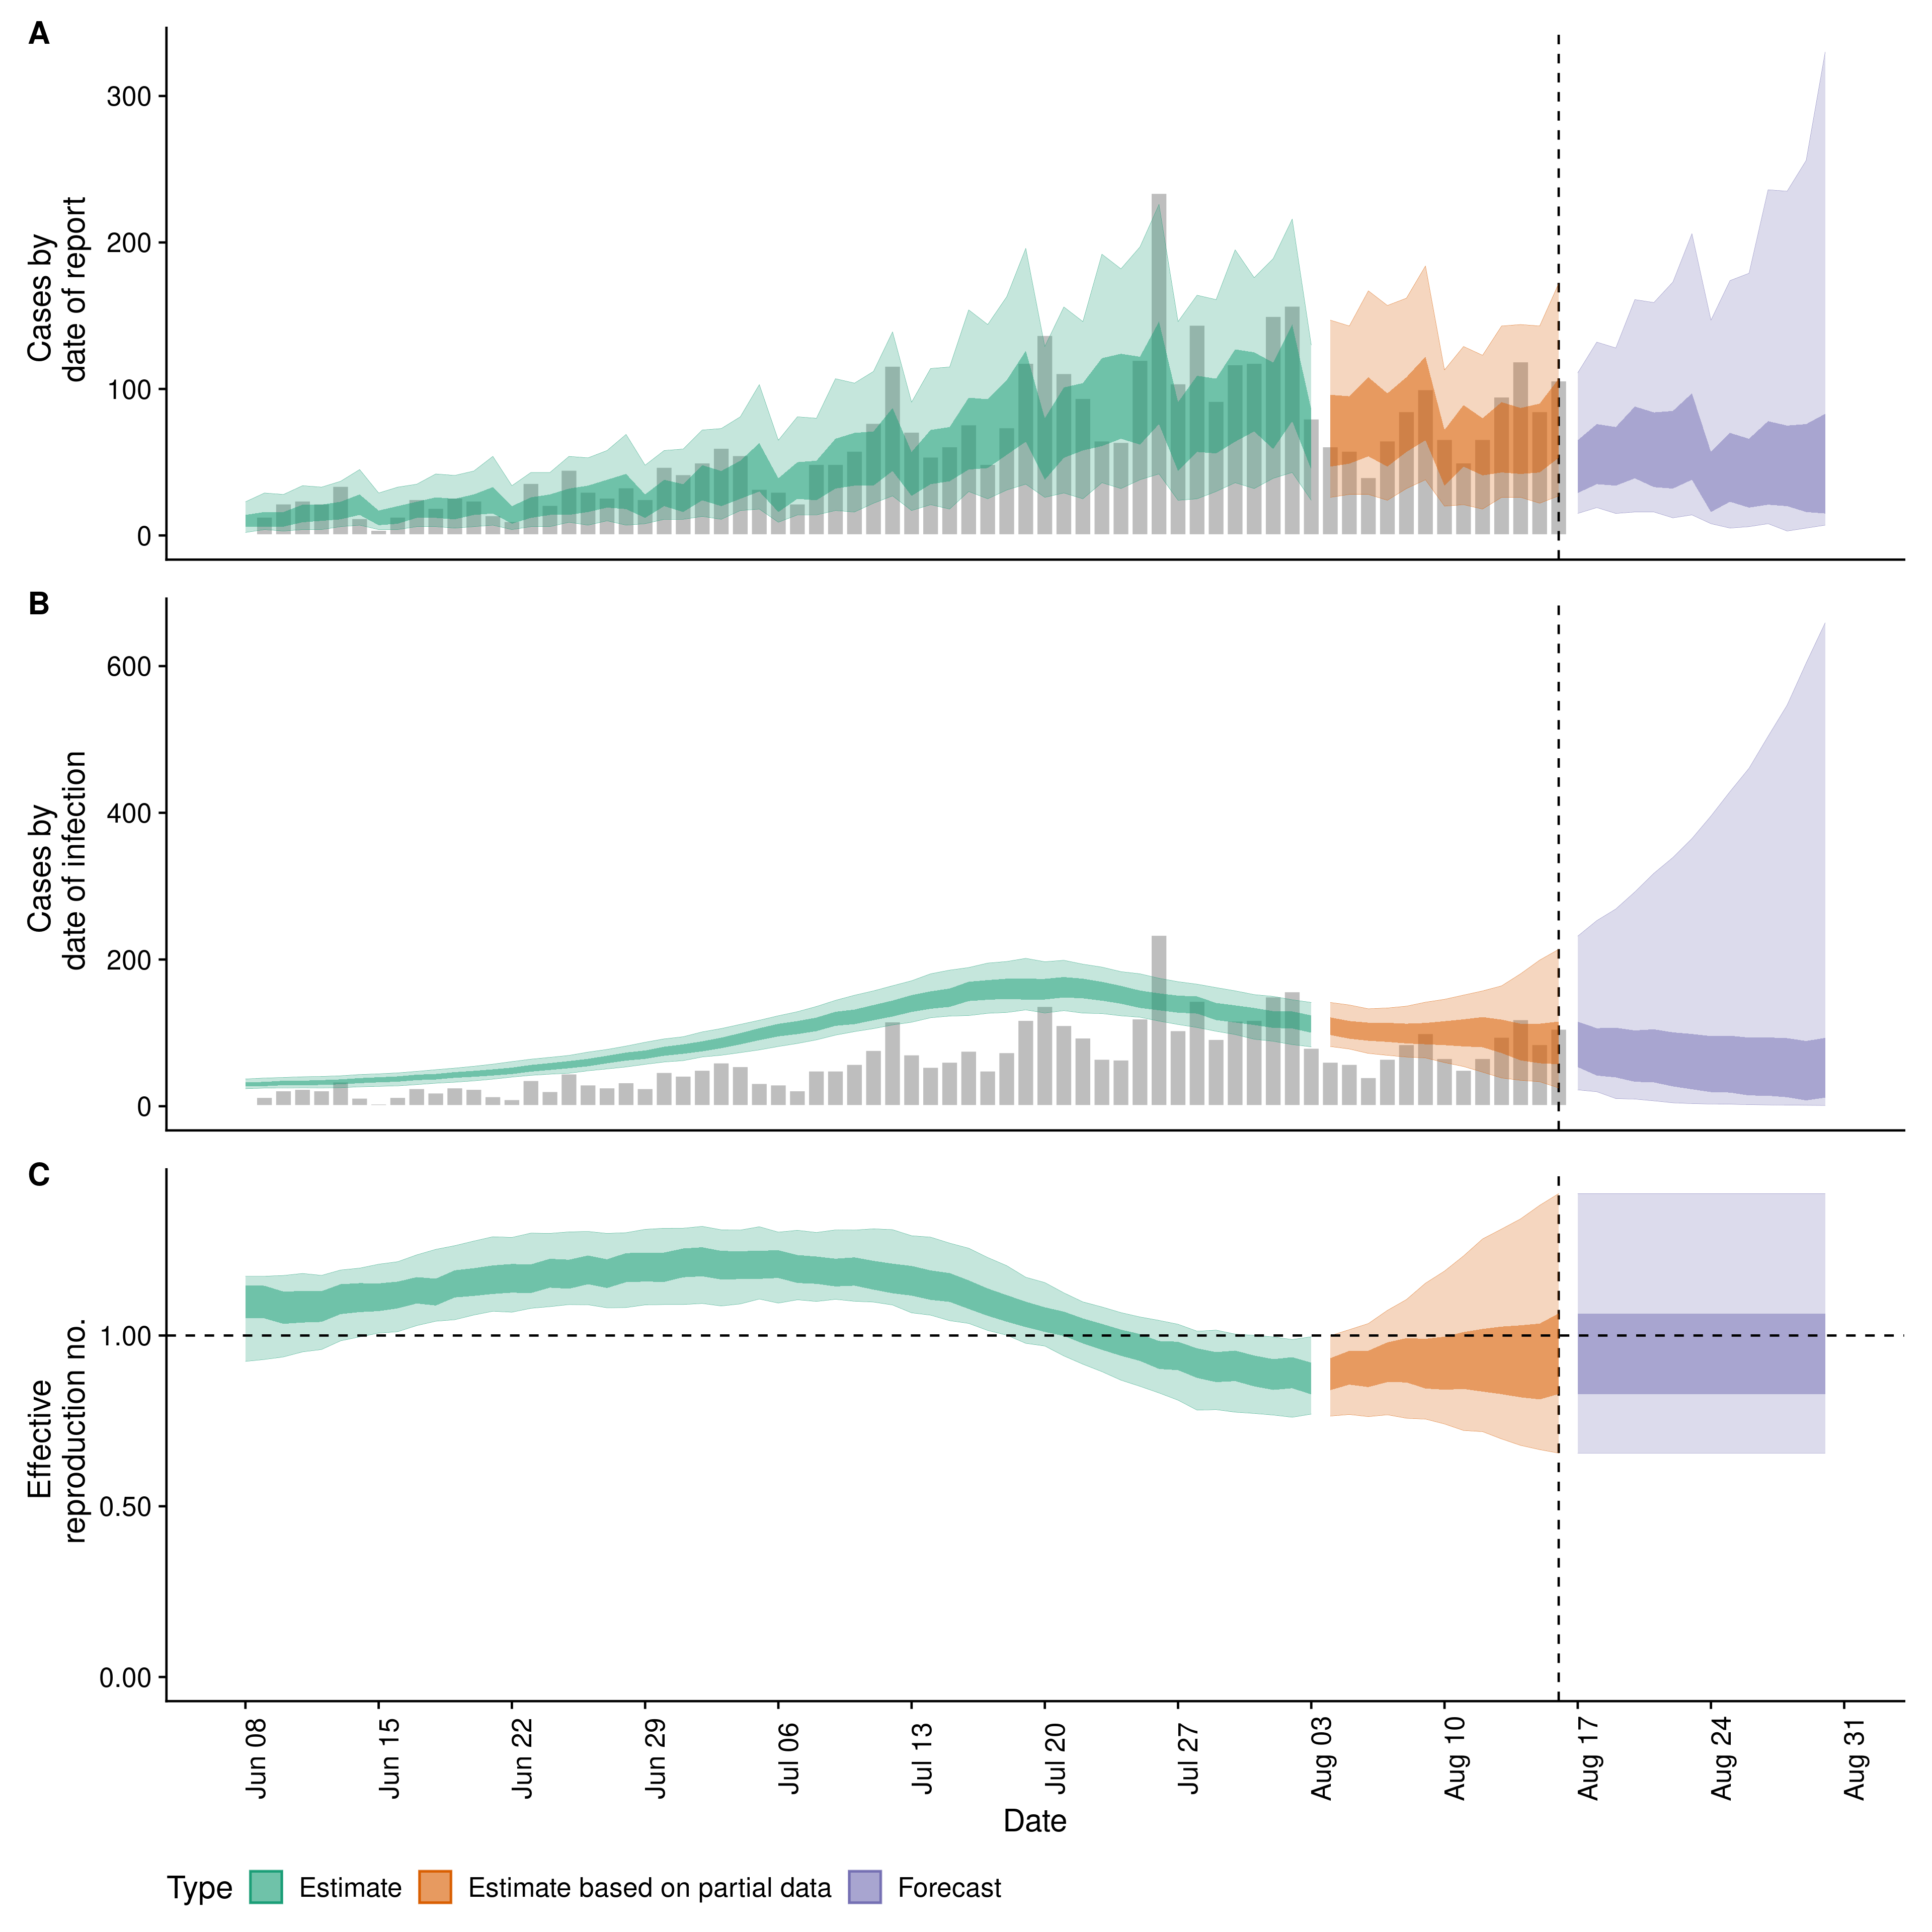 A
300
200
100
0
Cases by
date of report
B
600
400
200
0
Cases by
date of infection
C
1.00
0.50
0.00
Effective
reproduction no.
Jun 08
Jun 15
Jun 22
Jun 29
Jul 06
Jul 13
Jul 20
Jul 27
Aug 03
Aug 10
Aug 17
Aug 24
Aug 31
Date
Type Estimate Estimate based on partial data Forecast